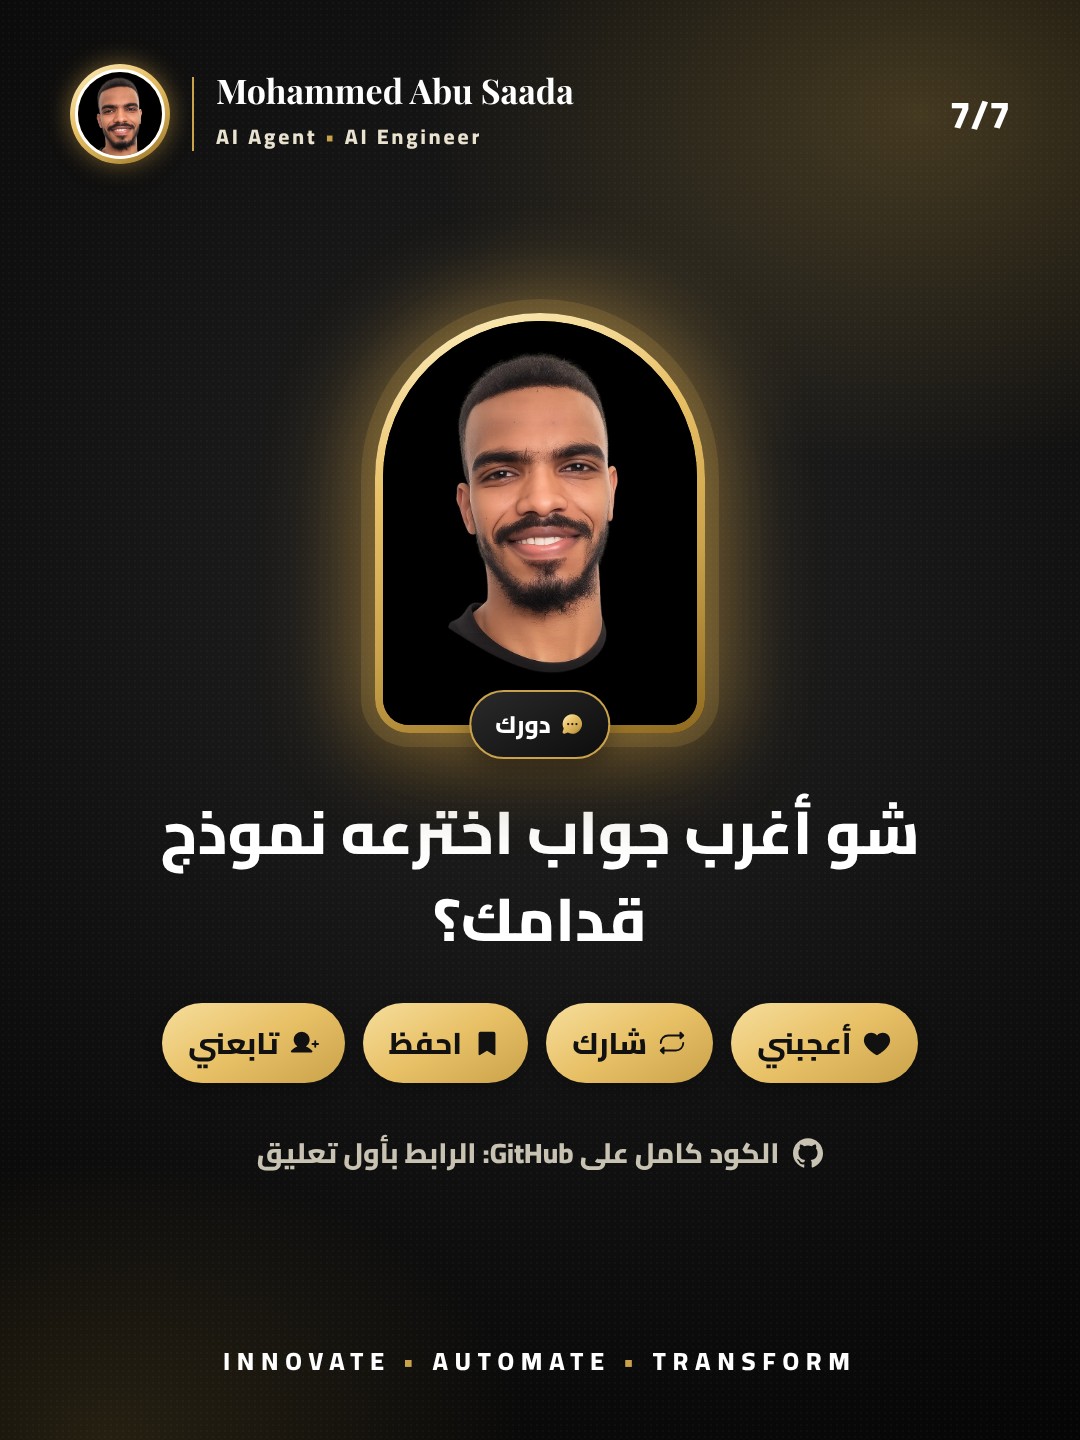 Mohammed Abu Saada
AI Agent ▪ AI Engineer
7/7
دورك
شو أغرب جواب اخترعه نموذج
قدامك؟
أعجبني
شارك
احفظ
تابعني
الكود كامل على GitHub: الرابط بأول تعليق
INNOVATE ▪ AUTOMATE ▪ TRANSFORM